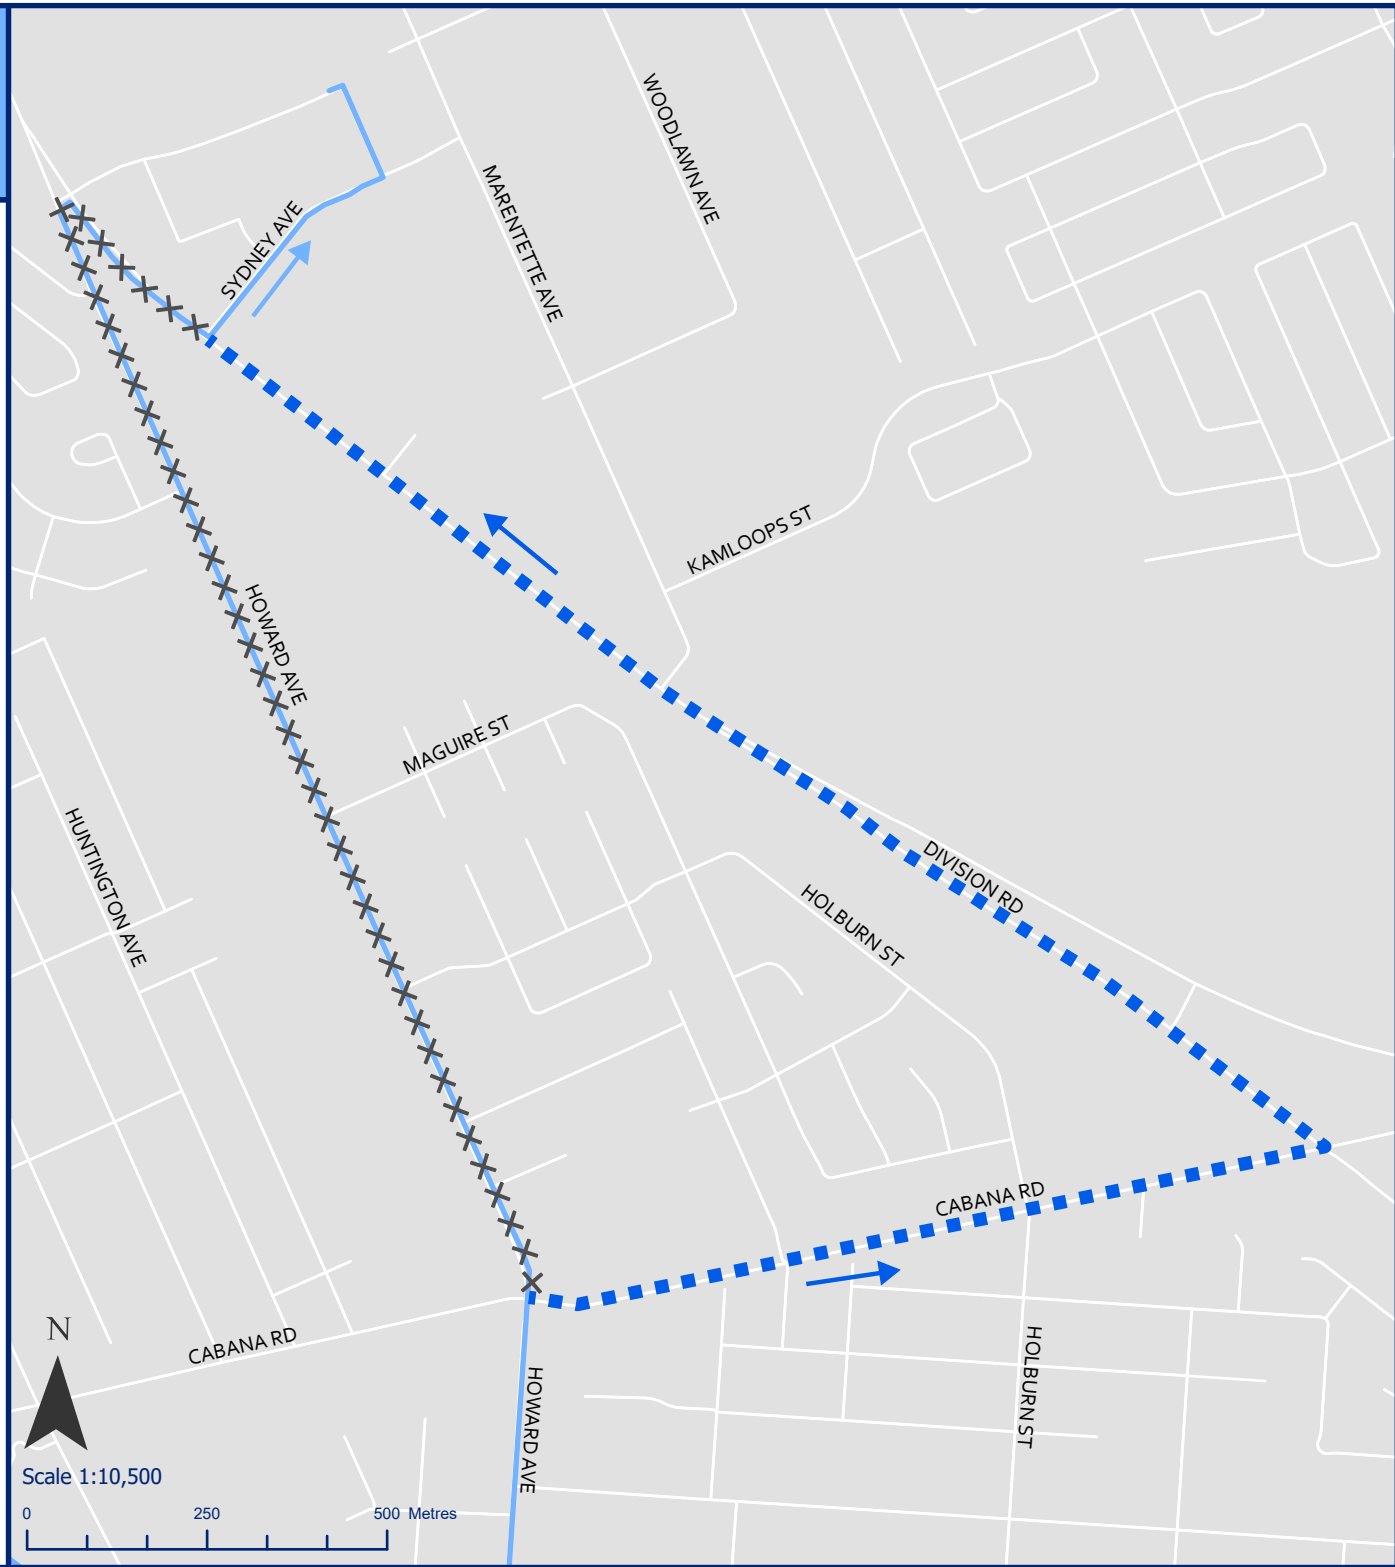 WOODLAWN AVE
MARENTETTE AVE
SYDNEY AVE
KAMLOOPS ST
HOWARD AVE
MAGUIRE ST
HUNTINGTON AVE
DIVISION RD
HOLBURN ST
CABANA RD
N
CABANA RD
HOLBURN ST
HOWARD AVE
Scale 1:10,500
0 250 500 Metres